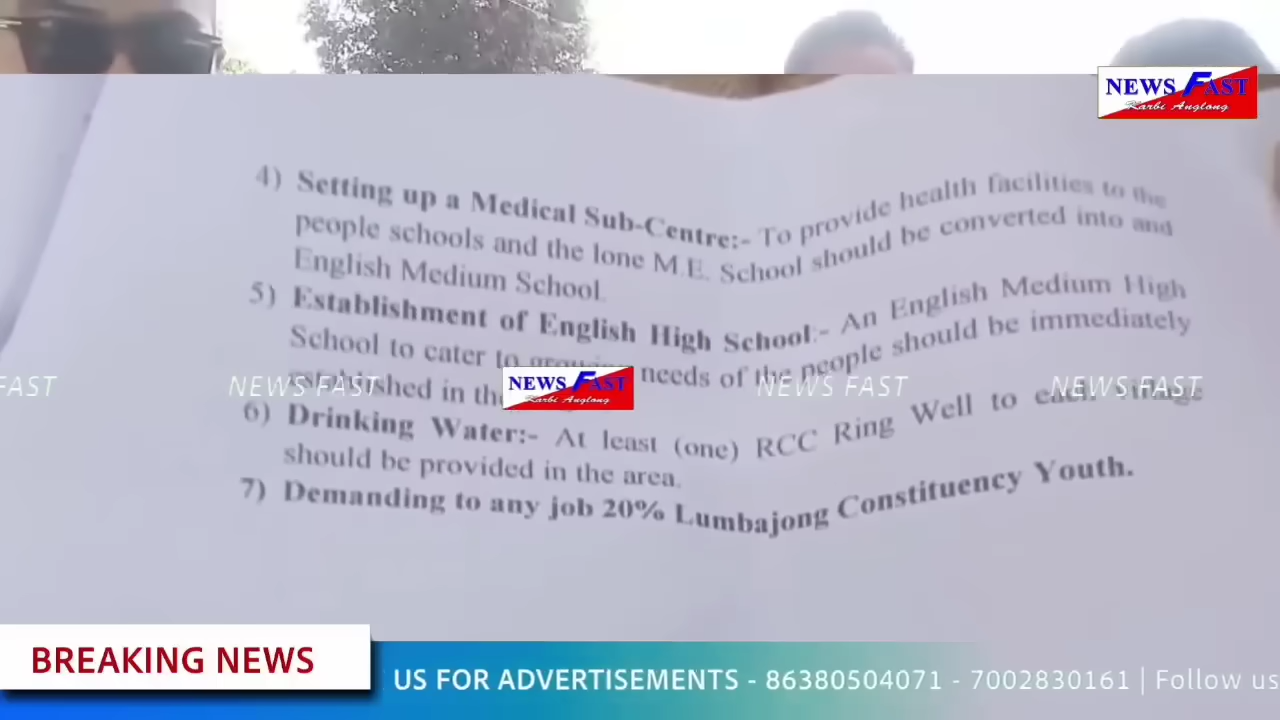 NEWS FAST
Karbi Anglong
4) Setting up a Medical Sub-Centre:- To provide health facilities to the
people schools and the lone M.E. School should be converted into and
English Medium School.
5) Establishment of English High School:- An English Medium High
School to cater to needs of the people should be immediately
in the
NEWS FAST
Karbi Anglong
FAST NEWS FAST NEWS FAST NEWS FAST
6) Drinking Water:- At least (one) RCC Ring Well to each village
should be provided in the area.
7) Demanding to any job 20% Lumbajong Constituency Youth.
BREAKING NEWS
US FOR ADVERTISEMENTS - 86380504071 - 7002830161 | Follow us